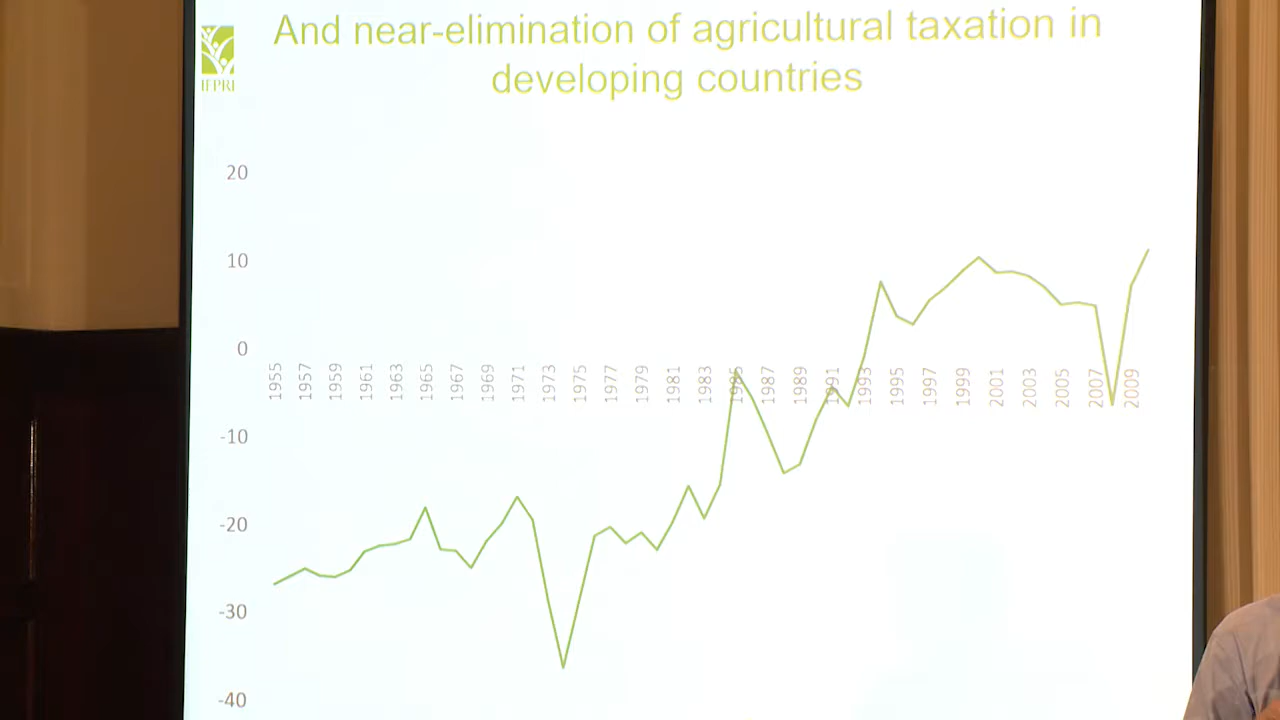 And near-elimination of agricultural taxation in
developing countries
IFPRI
20
10
0
1955 1957 1959 1961 1963 1965 1967 1969 1971 1973 1975 1977 1979 1981 1983 1985 1987 1989 1991 1993 1995 1997 1999 2001 2003 2005 2007 2009
-10
-20
-30
-40